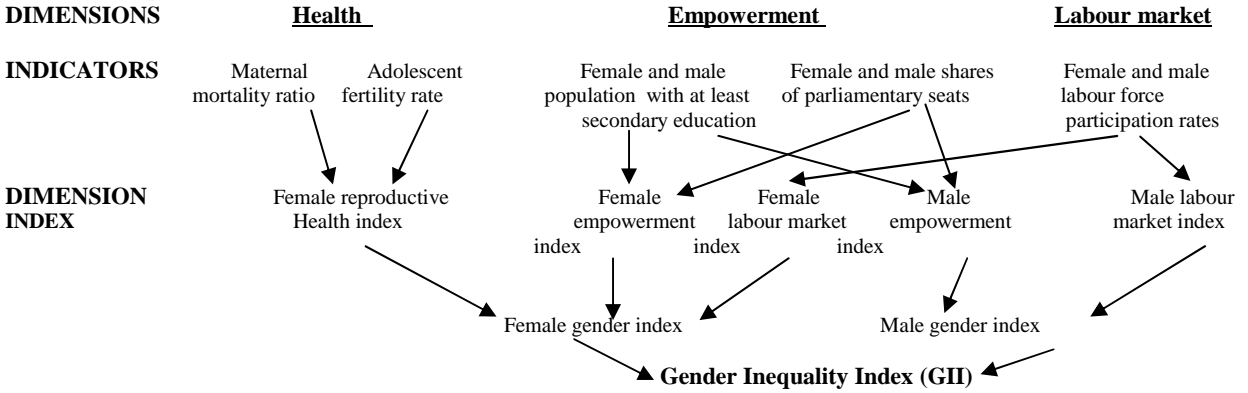 DIMENSIONS Health Empowerment Labour market
INDICATORS Maternal Adolescent Female and male Female and male shares Female and male
mortality ratio fertility rate population with at least of parliamentary seats labour force
secondary education participation rates
DIMENSION Female reproductive Female Female Male Male labour
INDEX Health index empowerment labour market empowerment market index
index index index
Female gender index Male gender index
Gender Inequality Index (GII)